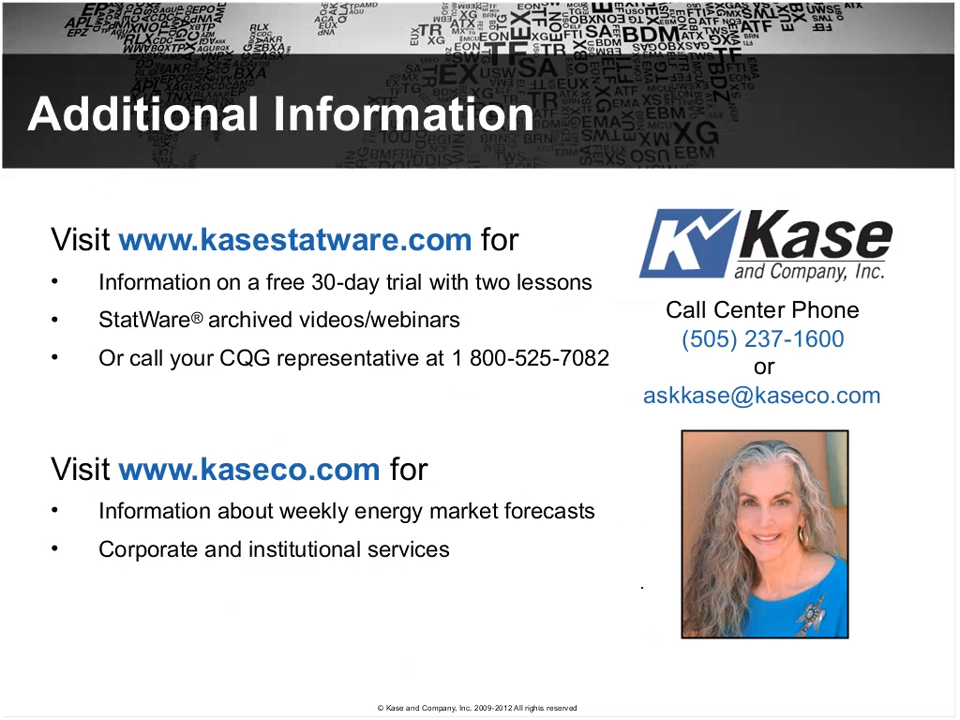 Additional Information
Visit www.kasestatware.com for
• Information on a free 30-day trial with two lessons
• StatWare® archived videos/webinars
• Or call your CQG representative at 1 800-525-7082
Visit www.kaseco.com for
• Information about weekly energy market forecasts
• Corporate and institutional services
K Kase
and Company, Inc.
Call Center Phone
(505) 237-1600
or
askkase@kaseco.com
.
© Kase and Company, Inc. 2009-2012 All rights reserved